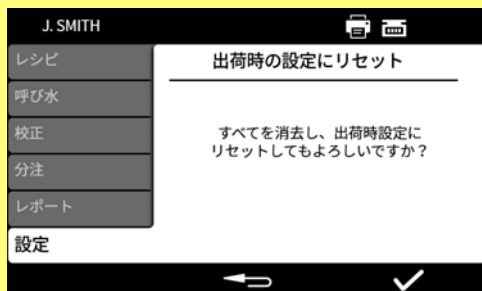 J. SMITH
レシピ
呼び水
校正
分注
レポート
設定
出荷時の設定にリセット
すべてを消去し、出荷時設定に
リセットしてもよろしいですか？